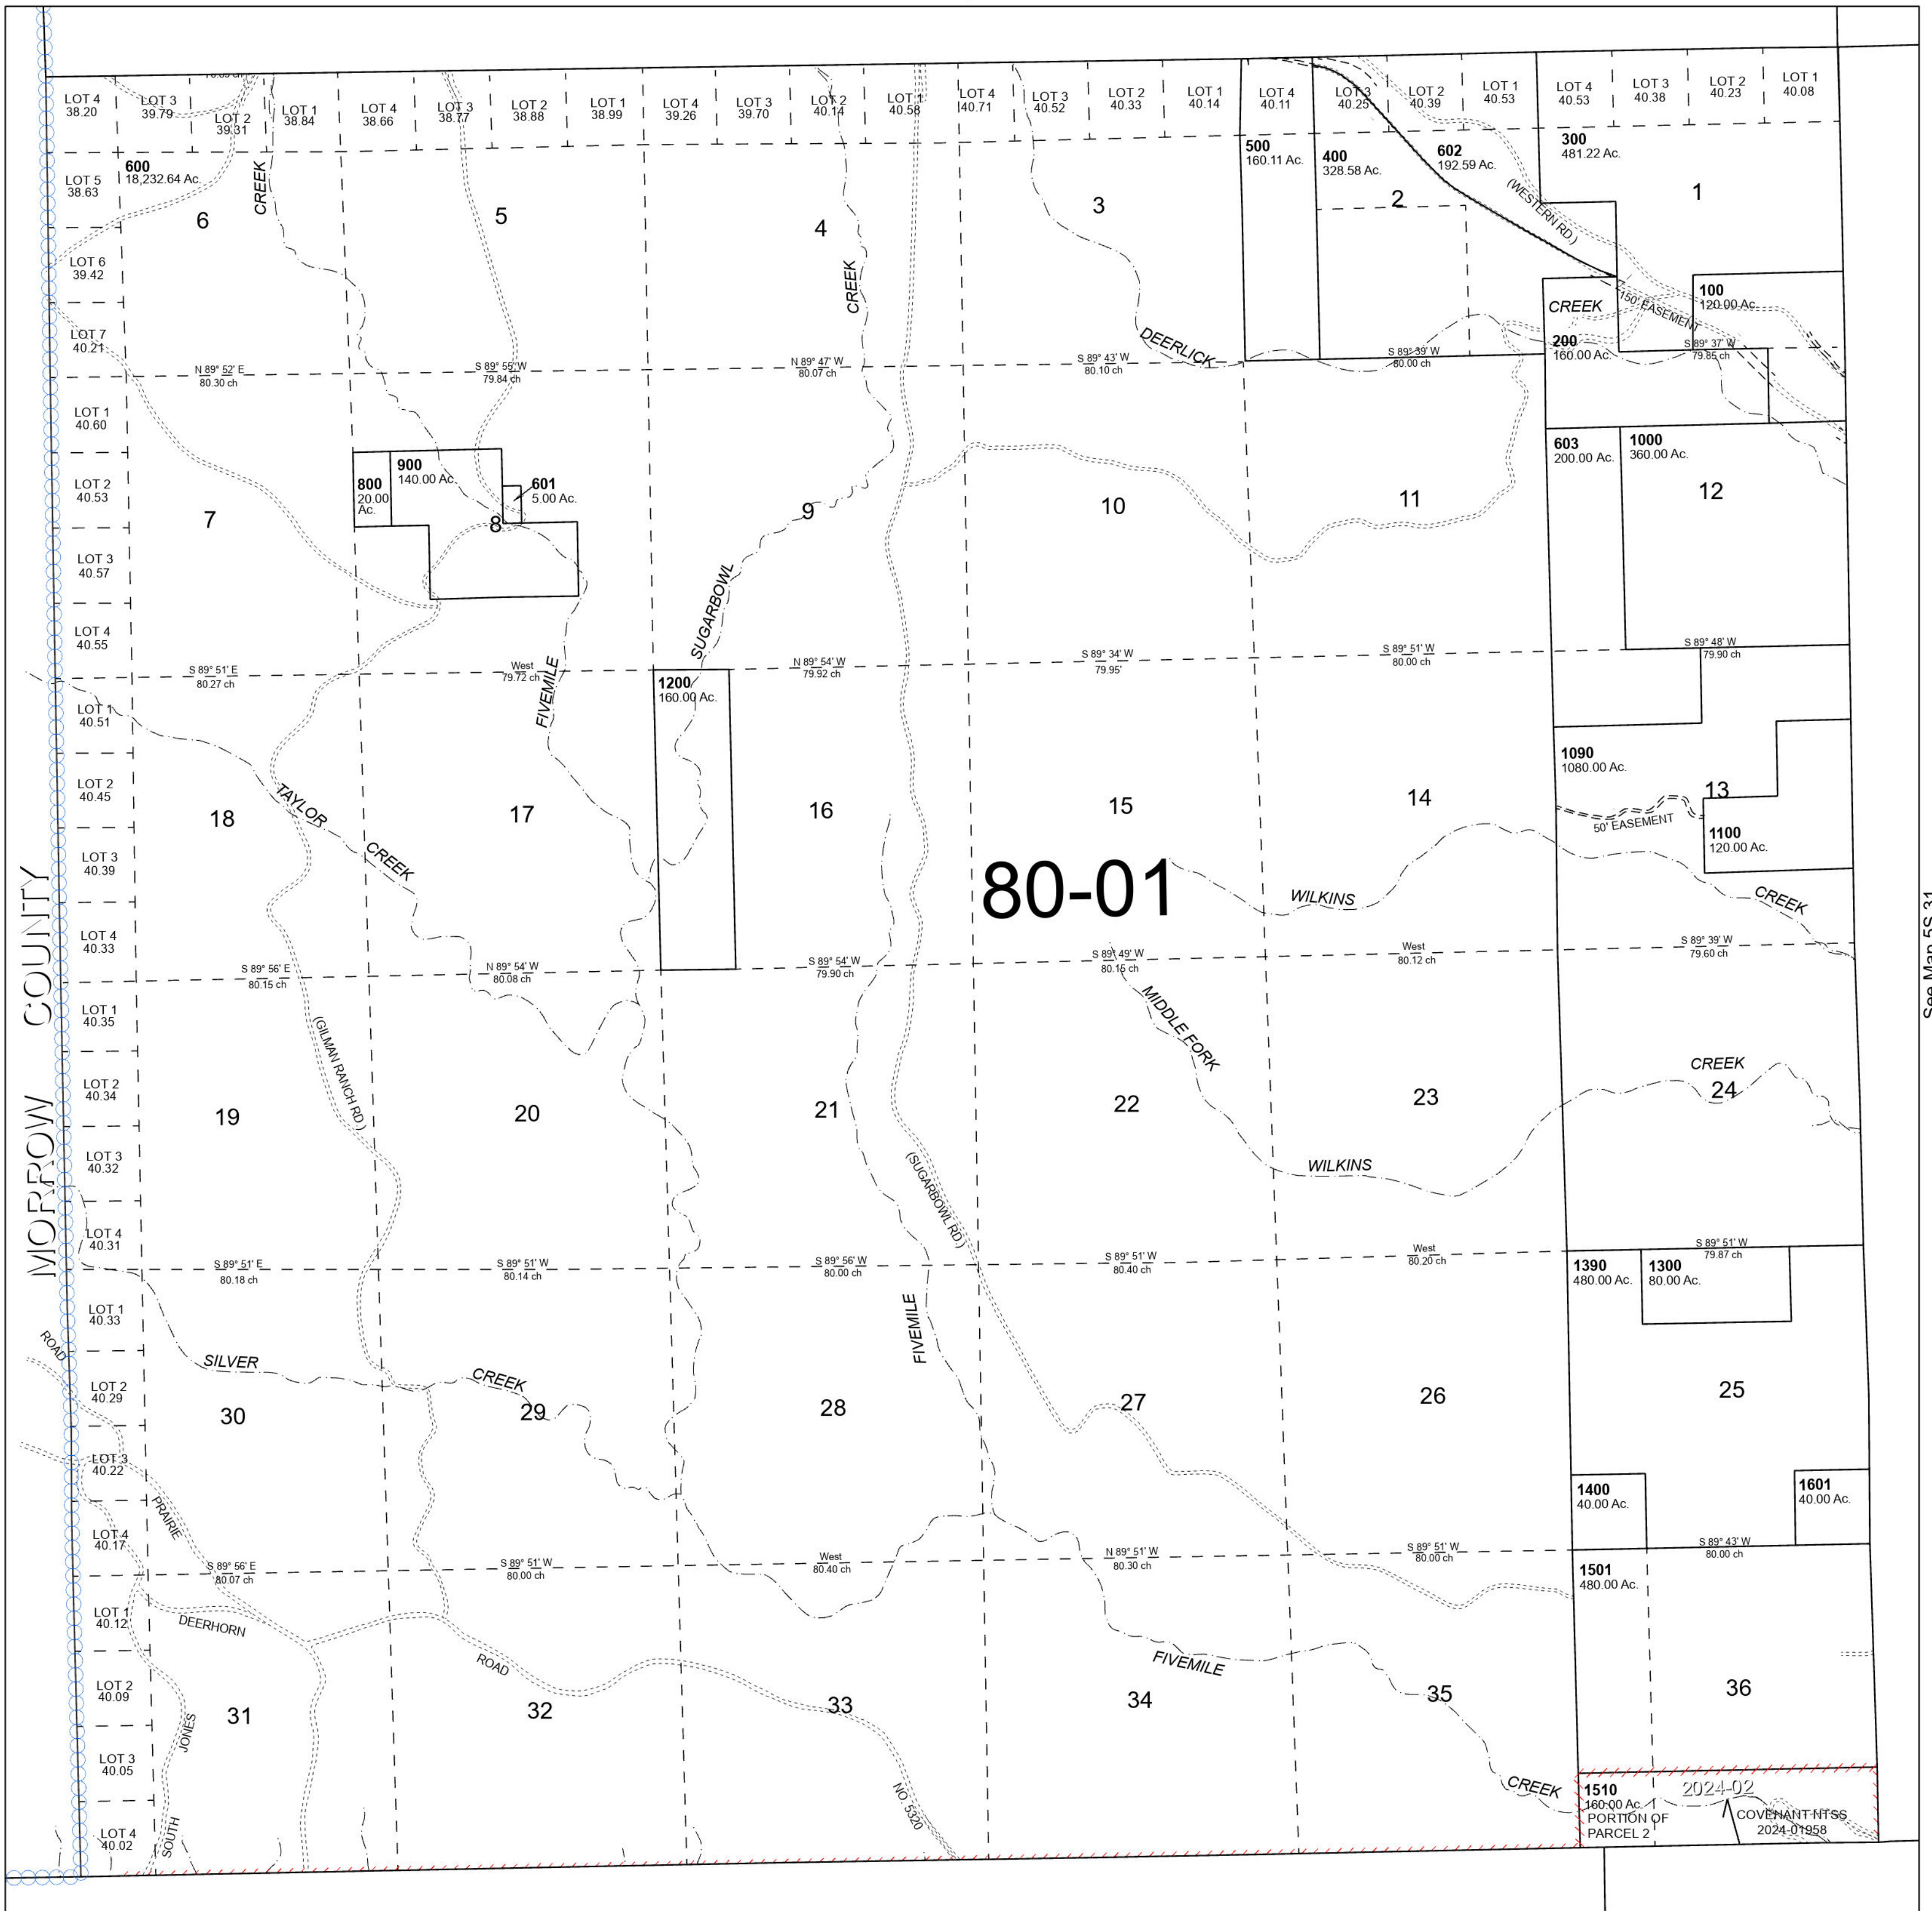 LOT 4
38.20
LOT 3
39.79
LOT 2
39.31
LOT 1
38.84
LOT 4
38.66
LOT 3
38.77
LOT 2
38.88
LOT 1
38.99
LOT 4
39.26
LOT 3
39.70
LOT 2
40.14
LOT 1
40.58
LOT 4
40.71
LOT 3
40.52
LOT 2
40.33
LOT 1
40.14
LOT 4
40.11
LOT 3
40.25
LOT 2
40.39
LOT 1
40.53
LOT 4
40.53
LOT 3
40.38
LOT 2
40.23
LOT 1
40.08
600
18,232.64 Ac.
500
160.11 Ac.
400
328.58 Ac.
602
192.59 Ac.
300
481.22 Ac.
LOT 5
38.63
CREEK
6
5
4
3
2
1
(WESTERN RD.)
LOT 6
39.42
CREEK
CREEK
150' EASEMENT
100
120.00 Ac.
LOT 7
40.21
DEERLICK
200
160.00 Ac.
N 89° 52' E
80.30 ch
S 89° 55' W
79.84 ch
N 89° 47' W
80.07 ch
S 89° 43' W
80.10 ch
S 89° 39' W
80.00 ch
S 89° 37' W
79.85 ch
LOT 1
40.60
LOT 2
40.53
LOT 3
40.57
LOT 4
40.55
800
20.00
Ac.
900
140.00 Ac.
601
5.00 Ac.
603
200.00 Ac.
1000
360.00 Ac.
7
8
9
10
11
12
SUGARBOWL
FIVEMILE
S 89° 51' E
80.27 ch
West
79.72 ch
N 89° 54' W
79.92 ch
S 89° 34' W
79.95'
S 89° 51' W
80.00 ch
S 89° 48' W
79.90 ch
LOT 1
40.51
LOT 2
40.45
LOT 3
40.39
LOT 4
40.33
1200
160.00 Ac.
1090
1080.00 Ac.
50' EASEMENT
1100
120.00 Ac.
18
17
16
15
14
13
TAYLOR
CREEK
80-01
WILKINS
CREEK
MORROW COUNTY
See Map 5S 31
S 89° 56' E
80.15 ch
N 89° 54' W
80.08 ch
S 89° 54' W
79.90 ch
S 89° 49' W
80.15 ch
West
80.12 ch
S 89° 39' W
79.60 ch
LOT 1
40.35
LOT 2
40.34
LOT 3
40.32
LOT 4
40.31
(GILMAN RANCH RD.)
MIDDLE FORK
CREEK
19
20
21
22
23
24
(SUGARBOWL RD.)
WILKINS
S 89° 51' E
80.18 ch
S 89° 51' W
80.14 ch
S 89° 56' W
80.00 ch
S 89° 51' W
80.40 ch
West
80.20 ch
S 89° 51' W
79.87 ch
1390
480.00 Ac.
1300
80.00 Ac.
LOT 1
40.33
LOT 2
40.29
LOT 3
40.22
LOT 4
40.17
ROAD
SILVER
CREEK
FIVEMILE
30
29
28
27
26
25
PRAIRIE
1400
40.00 Ac.
1601
40.00 Ac.
S 89° 56' E
80.07 ch
S 89° 51' W
80.00 ch
West
80.40 ch
N 89° 51' W
80.30 ch
S 89° 51' W
80.00 ch
S 89° 43' W
80.00 ch
1501
480.00 Ac.
LOT 1
40.12
LOT 2
40.09
LOT 3
40.05
LOT 4
40.02
DEERHORN
ROAD
FIVEMILE
31
32
33
34
35
36
JONES
SOUTH
NO. 5320
CREEK
1510
160.00 Ac.
PORTION OF
PARCEL 2
2024-02
COVENANT NTSS
2024-01958